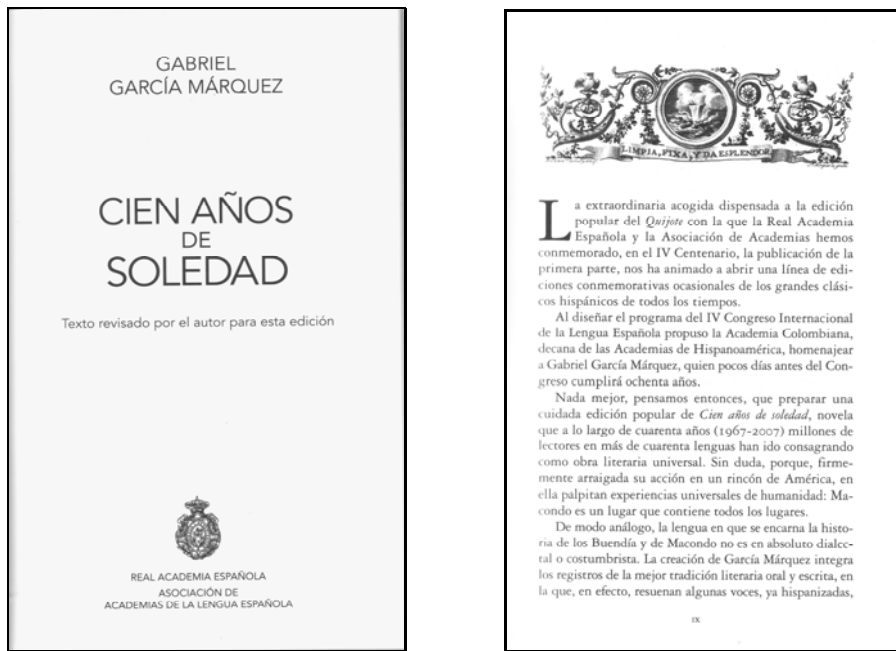 GABRIEL
GARCÍA MÁRQUEZ
CIEN AÑOS
DE
SOLEDAD
Texto revisado por el autor para esta edición
REAL ACADEMIA ESPAÑOLA
ASOCIACIÓN DE
ACADEMIAS DE LA LENGUA ESPAÑOLA
LIMPIA, FIXA, Y DA ESPLENDOR
La extraordinaria acogida dispensada a la edición
popular del Quijote con la que la Real Academia
Española y la Asociación de Academias hemos
conmemorado, en el IV Centenario, la publicación de la
primera parte, nos ha animado a abrir una línea de edi-
ciones conmemorativas ocasionales de los grandes clási-
cos hispánicos de todos los tiempos.
Al diseñar el programa del IV Congreso Internacional
de la Lengua Española propuso la Academia Colombiana,
decana de las Academias de Hispanoamérica, homenajear
a Gabriel García Márquez, quien pocos días antes del Con-
greso cumplirá ochenta años.
Nada mejor, pensamos entonces, que preparar una
cuidada edición popular de Cien años de soledad, novela
que a lo largo de cuarenta años (1967-2007) millones de
lectores en más de cuarenta lenguas han ido consagrando
como obra literaria universal. Sin duda, porque, firme-
mente arraigada su acción en un rincón de América, en
ella palpitan experiencias universales de humanidad: Ma-
condo es un lugar que contiene todos los lugares.
De modo análogo, la lengua en que se encarna la histo-
ria de los Buendía y de Macondo no es en absoluto dialec-
tal o costumbrista. La creación de García Márquez integra
los registros de la mejor tradición literaria oral y escrita, en
la que, en efecto, resuenan algunas voces, ya hispanizadas,
IX